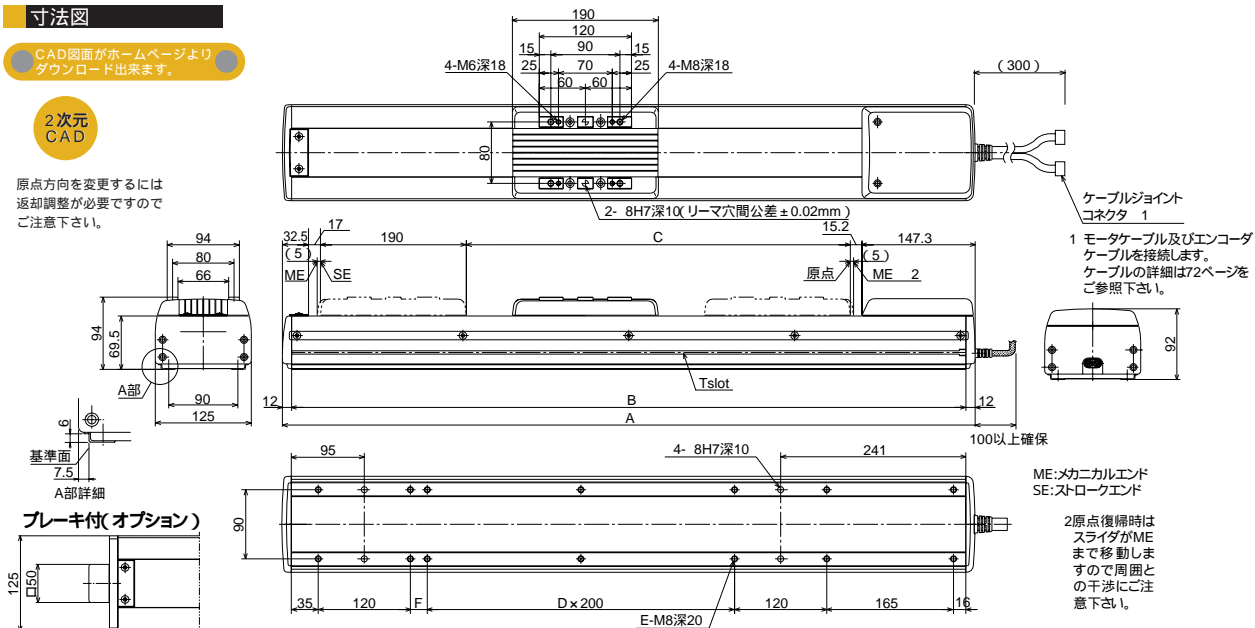 寸法図
CAD図面がホームページより
ダウンロード出来ます。
2次元
CAD
原点方向を変更するには
返却調整が必要ですので
ご注意下さい。
190
120
15 90 15
25 70 25
4-M6深18 4-M8深18
60 60
80
2- 8H7深10(リーマ穴間公差±0.02mm)
(300)
ケーブルジョイント
コネクタ 1
1 モータケーブル及びエンコーダ
ケーブルを接続します。
ケーブルの詳細は72ページを
ご参照下さい。
94
80
66
94
69.5
A部
90
125
32.5 17 190 C 15.2 147.3
(5) (5)
ME SE 原点 ME 2
Tslot
12 B 12
A
100以上確保
92
6
基準面
7.5
A部詳細
95 4- 8H7深10 241
90
35 120 F D×200 120 165 16
E-M8深20
ME:メカニカルエンド
SE:ストロークエンド
2原点復帰時は
スライダがME
まで移動しま
すので周囲と
の干渉にご注
意下さい。
ブレーキ付(オプション)
125
□50